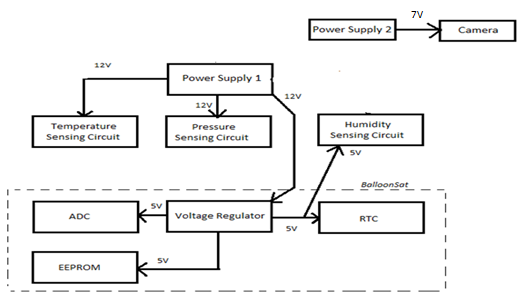 7V
Power Supply 2
Camera
12V
Power Supply 1
12V
12V
Temperature
Sensing Circuit
Pressure
Sensing Circuit
Humidity
Sensing Circuit
5V
BalloonSat
ADC
5V
Voltage Regulator
5V
RTC
EEPROM
5V